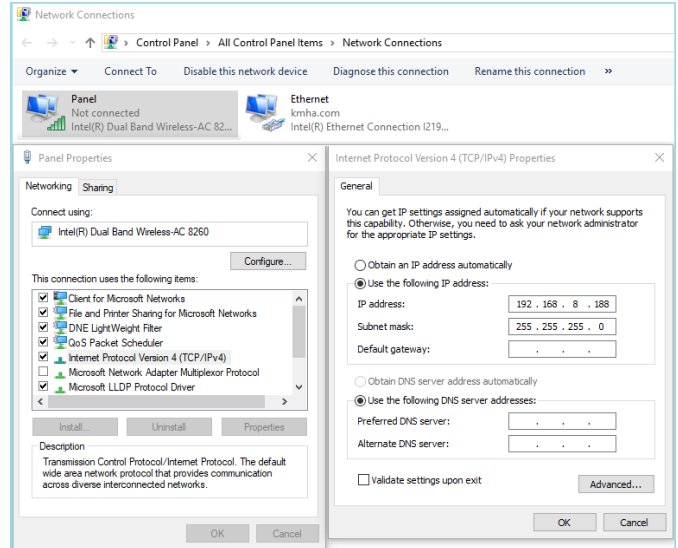 Network Connections
Control Panel > All Control Panel Items > Network Connections
Organize Connect To Disable this network device Diagnose this connection Rename this connection »
Panel
Not connected
Intel(R) Dual Band Wireless-AC 82...
Ethernet
kmha.com
Intel(R) Ethernet Connection I219...
Panel Properties
Networking Sharing
Connect using:
Intel(R) Dual Band Wireless-AC 8260
Configure...
This connection uses the following items:
Client for Microsoft Networks
File and Printer Sharing for Microsoft Networks
DNE LightWeight Filter
QoS Packet Scheduler
Internet Protocol Version 4 (TCP/IPv4)
Microsoft Network Adapter Multiplexor Protocol
Microsoft LLDP Protocol Driver
Install... Uninstall Properties
Description
Transmission Control Protocol/Internet Protocol. The default
wide area network protocol that provides communication
across diverse interconnected networks.
OK Cancel
Internet Protocol Version 4 (TCP/IPv4) Properties
General
You can get IP settings assigned automatically if your network supports
this capability. Otherwise, you need to ask your network administrator
for the appropriate IP settings.
Obtain an IP address automatically
Use the following IP address:
IP address: 192 . 168 . 8 . 188
Subnet mask: 255 . 255 . 255 . 0
Default gateway: . . .
Obtain DNS server address automatically
Use the following DNS server addresses:
Preferred DNS server: . . .
Alternate DNS server: . . .
Validate settings upon exit
Advanced...
OK Cancel